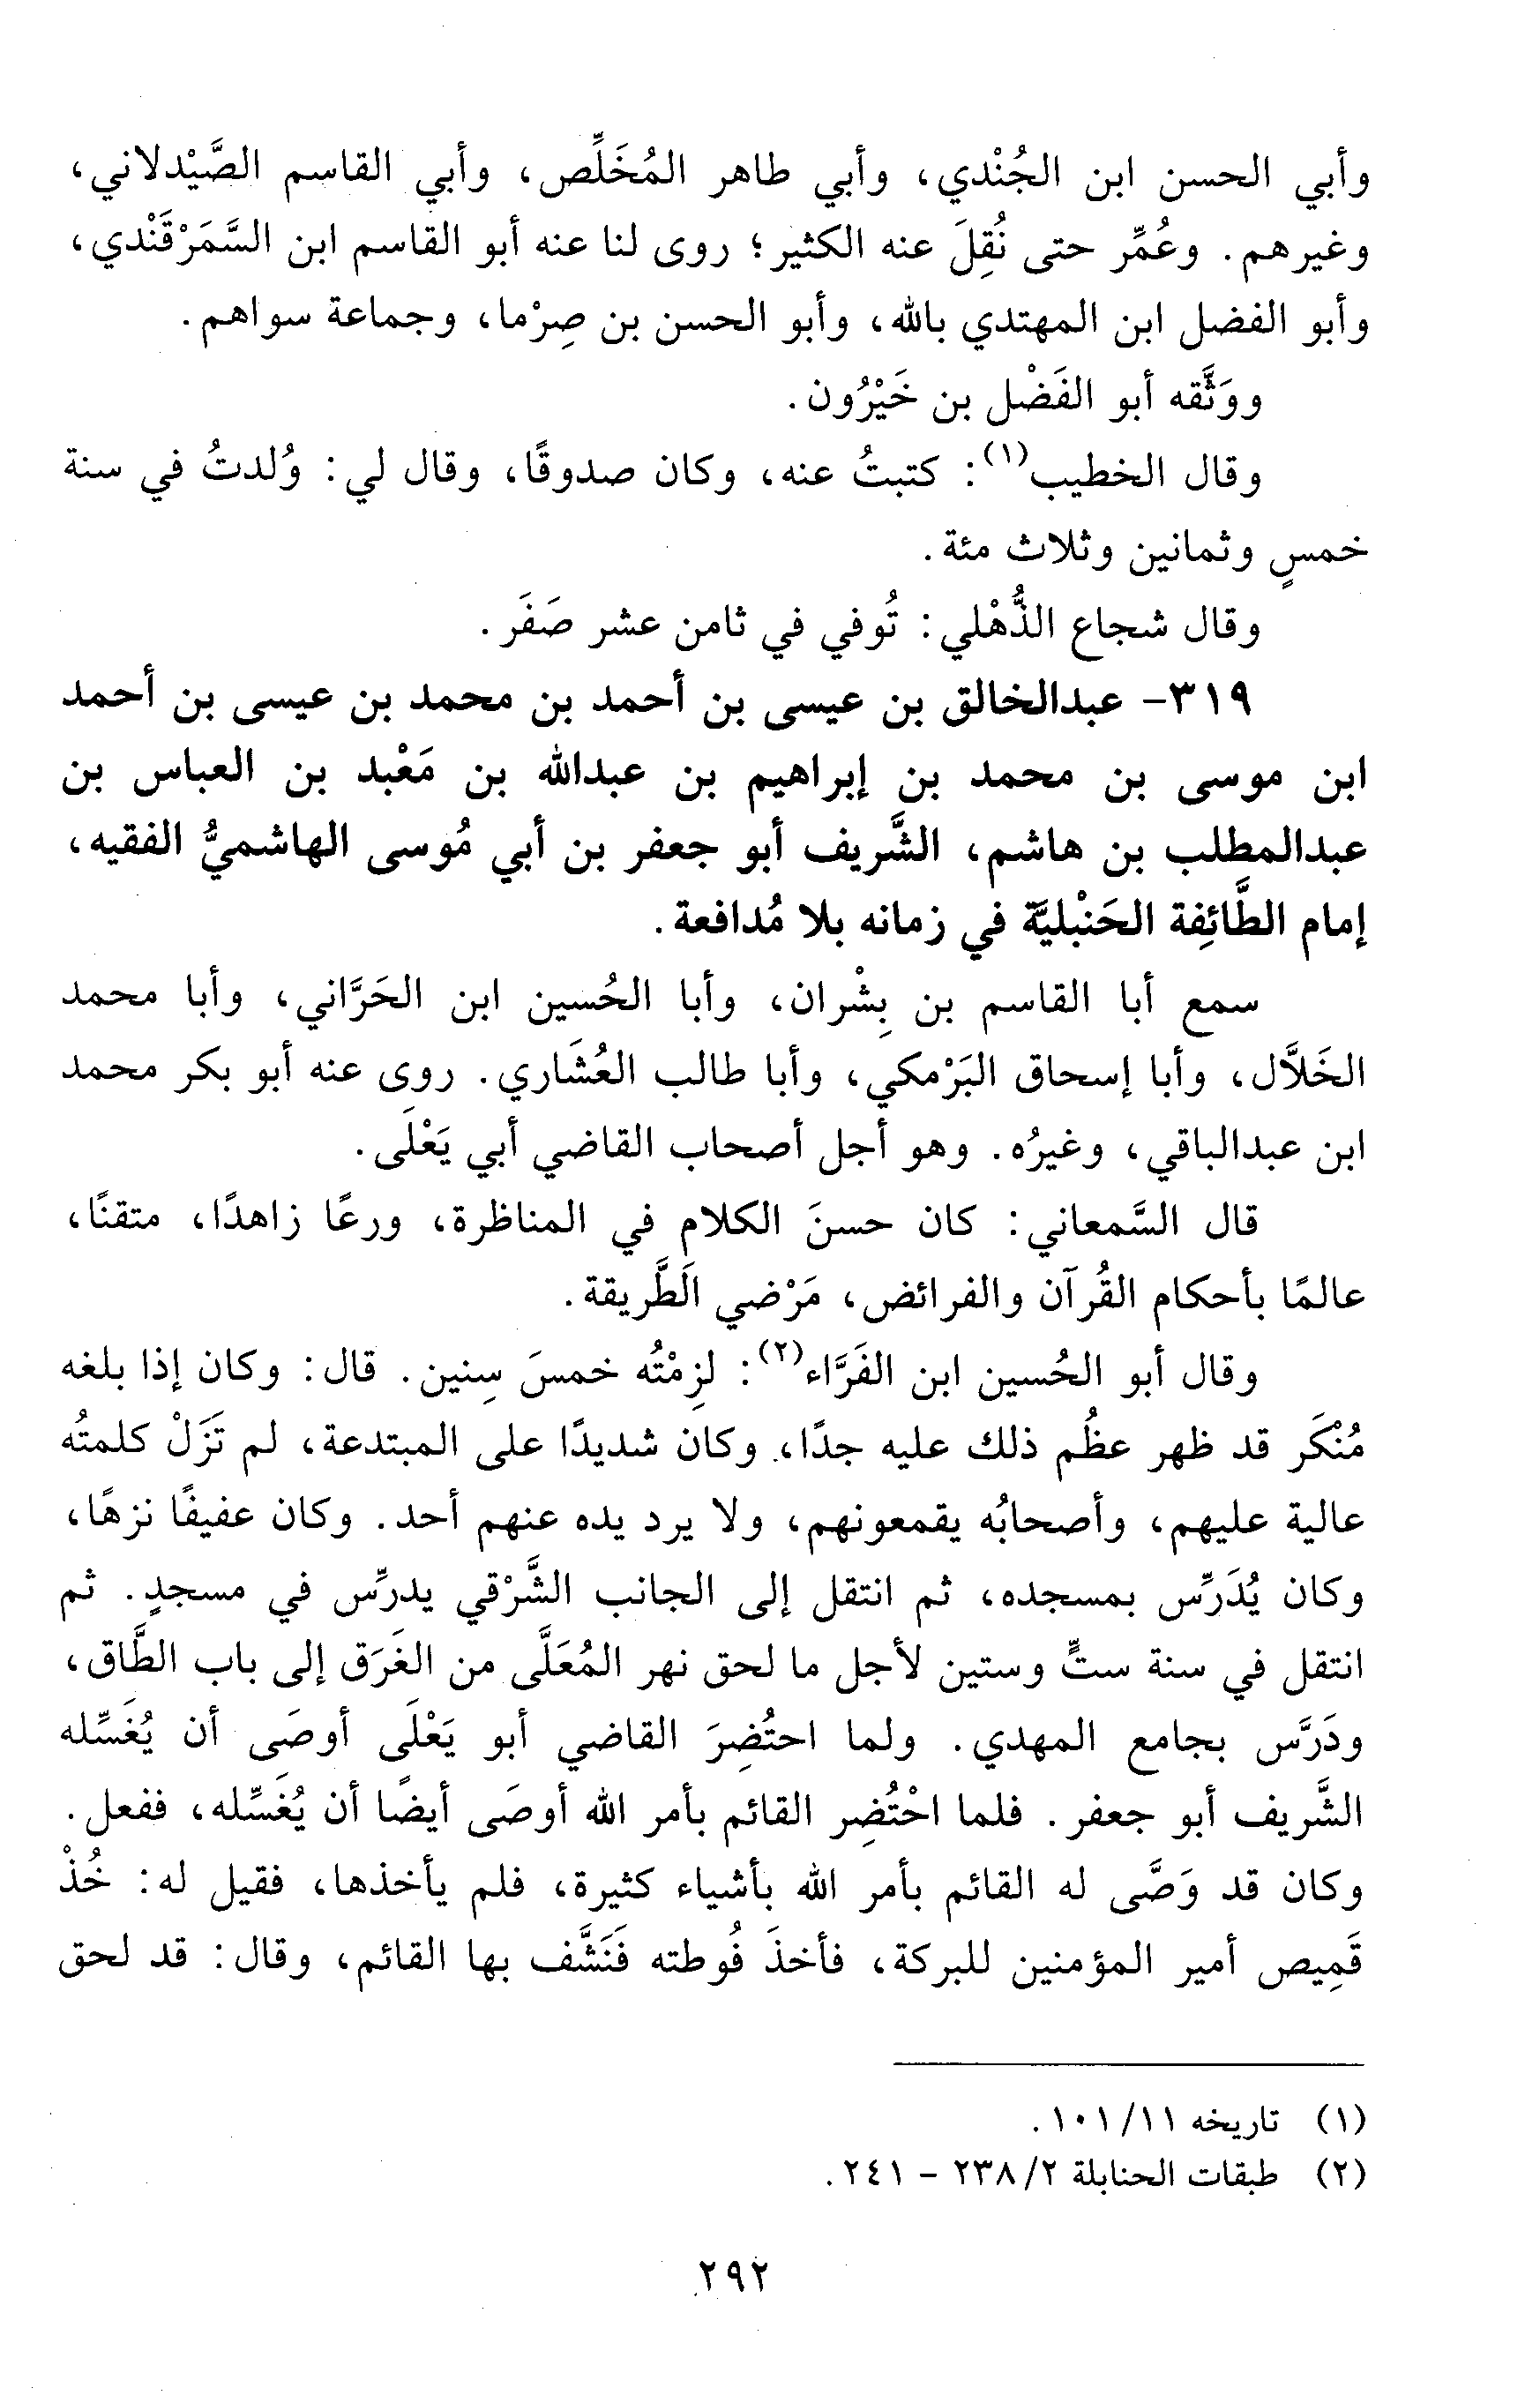 وأبي الحسن ابن الجُنْدي، وأبي طاهر المُخَلِّص، وأبي القاسم الصَّيْدلاني،
وغيرهم. وعُمِّر حتى نُقِلَ عنه الكثير؛ روى لنا عنه أبو القاسم ابن السَّمَرْقَنْدي،
وأبو الفضل ابن المهتدي بالله، وأبو الحسن بن صِرْما، وجماعة سواهم.
ووَثَّقه أبو الفَضْل بن خَيْرُون.
وقال الخطيب(١): كتبتُ عنه، وكان صدوقًا، وقال لي: وُلدتُ في سنة
خمسٍ وثمانين وثلاث مئة.
وقال شجاع الذُّهْلي: تُوفي في ثامن عشر صَفَر.
٣١٩- عبدالخالق بن عيسى بن أحمد بن محمد بن عيسى بن أحمد
ابن موسى بن محمد بن إبراهيم بن عبدالله بن مَعْبد بن العباس بن
عبدالمطلب بن هاشم، الشَّريف أبو جعفر بن أبي مُوسى الهاشميُّ الفقيه،
إمام الطَّائِفة الحَنْبليَّة في زمانه بلا مُدافعة.
سمع أبا القاسم بن بِشْران، وأبا الحُسين ابن الحَرَّاني، وأبا محمد
الخَلاَّل، وأبا إسحاق البَرْمكي، وأبا طالب العُشَاري. روى عنه أبو بكر محمد
ابن عبدالباقي، وغيرُه. وهو أجل أصحاب القاضي أبي يَعْلَى.
قال السَّمعاني: كان حسنَ الكلام في المناظرة، ورعًا زاهدًا، متقنًا،
عالمًا بأحكام القُرآن والفرائض، مَرْضي الَطَّريقة.
وقال أبو الحُسين ابن الفَرَّاء(٢): لزِمْتُه خمسَ سِنين. قال: وكان إذا بلغه
مُنْكَر قد ظهر عظُم ذلك عليه جدًا، وكان شديدًا على المبتدعة، لم تَزَلْ كلمتُه
عالية عليهم، وأصحابُه يقمعونهم، ولا يرد يده عنهم أحد. وكان عفيفًا نزهًا،
وكان يُدَرِّس بمسجده، ثم انتقل إلى الجانب الشَّرْقي يدرِّس في مسجدٍ. ثم
انتقل في سنة ستٍّ وستين لأجل ما لحق نهر المُعَلَّى من الغَرَق إلى باب الطَّاق،
ودَرَّس بجامع المهدي. ولما احتُضِرَ القاضي أبو يَعْلَى أوصَى أن يُغَسِّله
الشَّريف أبو جعفر. فلما احْتُضِر القائم بأمر الله أوصَى أيضًا أن يُغَسِّله، ففعل.
وكان قد وَصَّى له القائم بأمر الله بأشياء كثيرة، فلم يأخذها، فقيل له: خُذْ
قَمِيص أمير المؤمنين للبركة، فأخذَ فُوطته فَنَشَّف بها القائم، وقال: قد لحق
(١) تاريخه ١١/ ١٠١.
(٢) طبقات الحنابلة ٢/ ٢٣٨ - ٢٤١.
٢٩٢